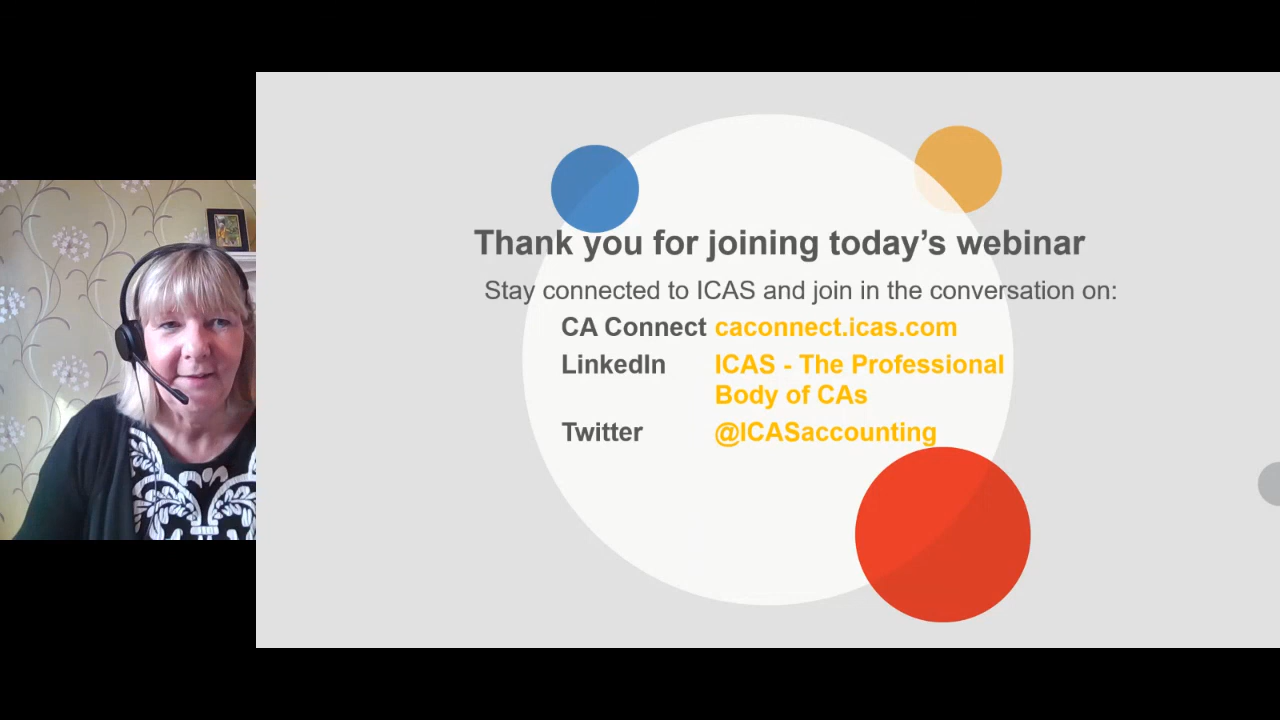 Thank you for joining today’s webinar
Stay connected to ICAS and join in the conversation on:
CA Connect caconnect.icas.com
LinkedIn ICAS - The Professional
Body of CAs
Twitter @ICASaccounting